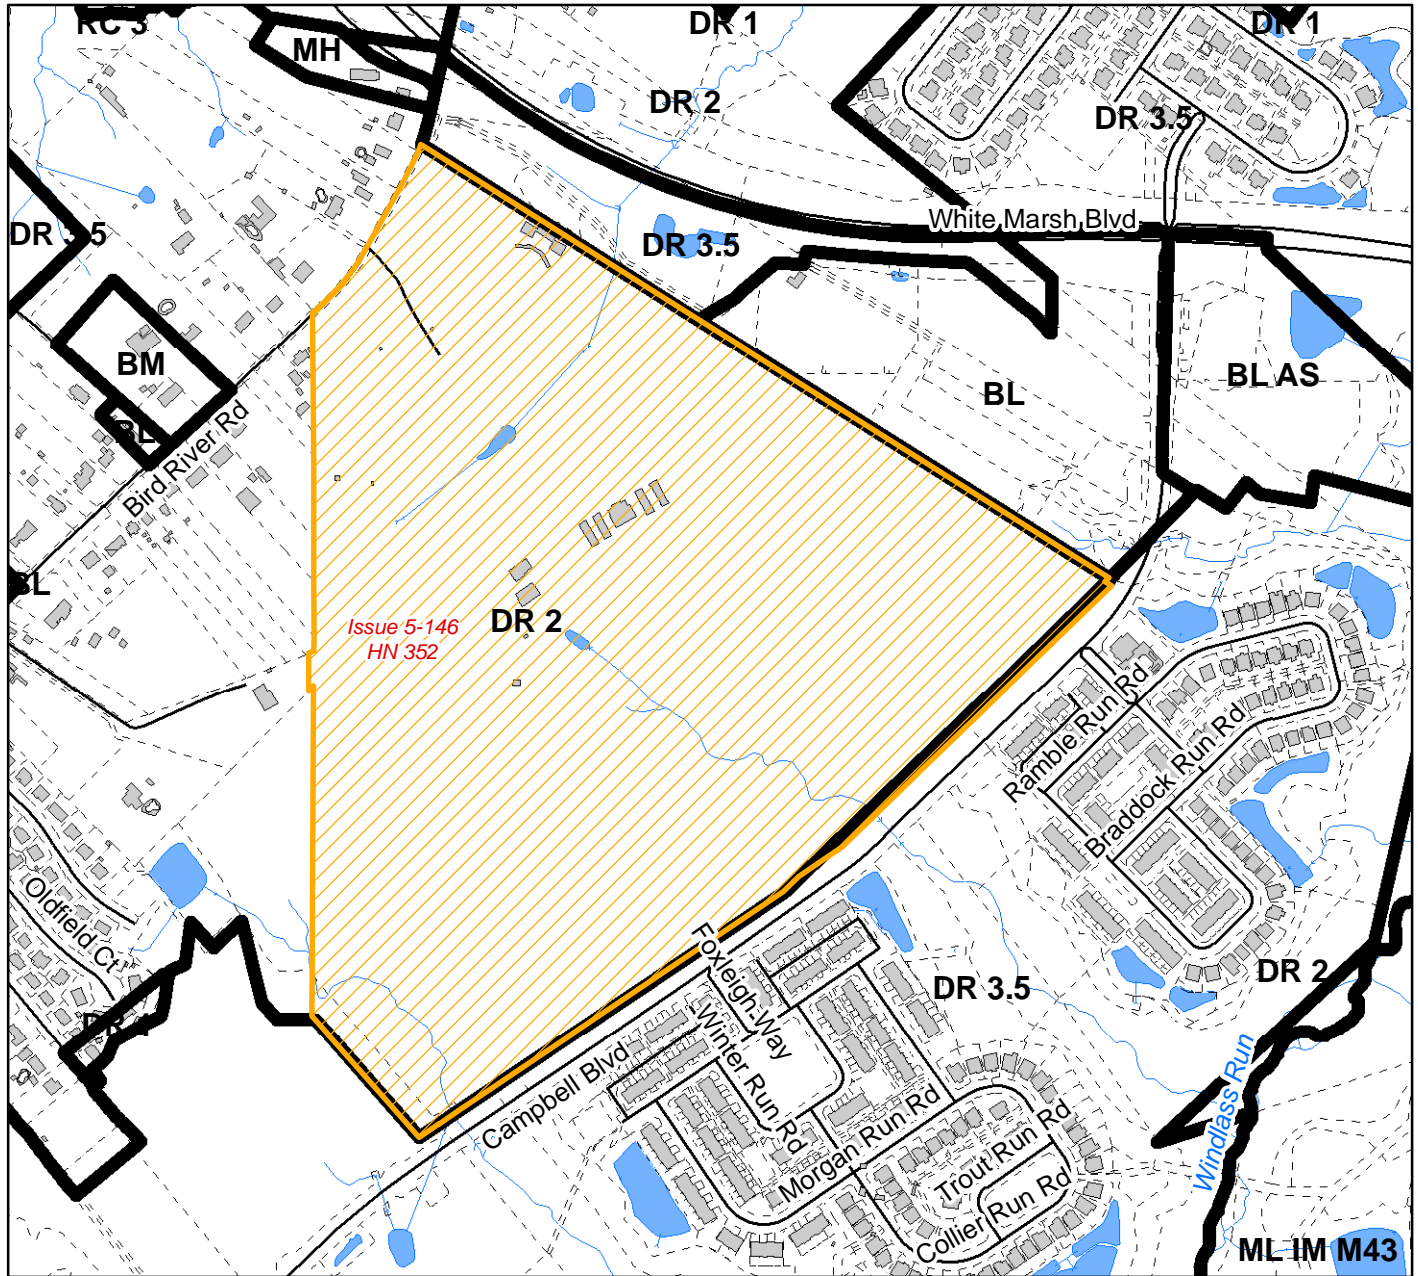 RC 3
DR 1
DR 1
MH
DR 2
DR 3.5
White Marsh Blvd
DR 3.5
DR 3.5
BM
BL AS
BL
BL
Bird River Rd
BL
Issue 5-146
HN 352
DR 2
Ramble Run Rd
Braddock Run Rd
Oldfield Ct
Foxleigh Way
DR 2
DR 3.5
Winter Run Rd
Campbell Blvd
Morgan Run Rd
Trout Run Rd
Collier Run Rd
Windlass Run
ML IM M43